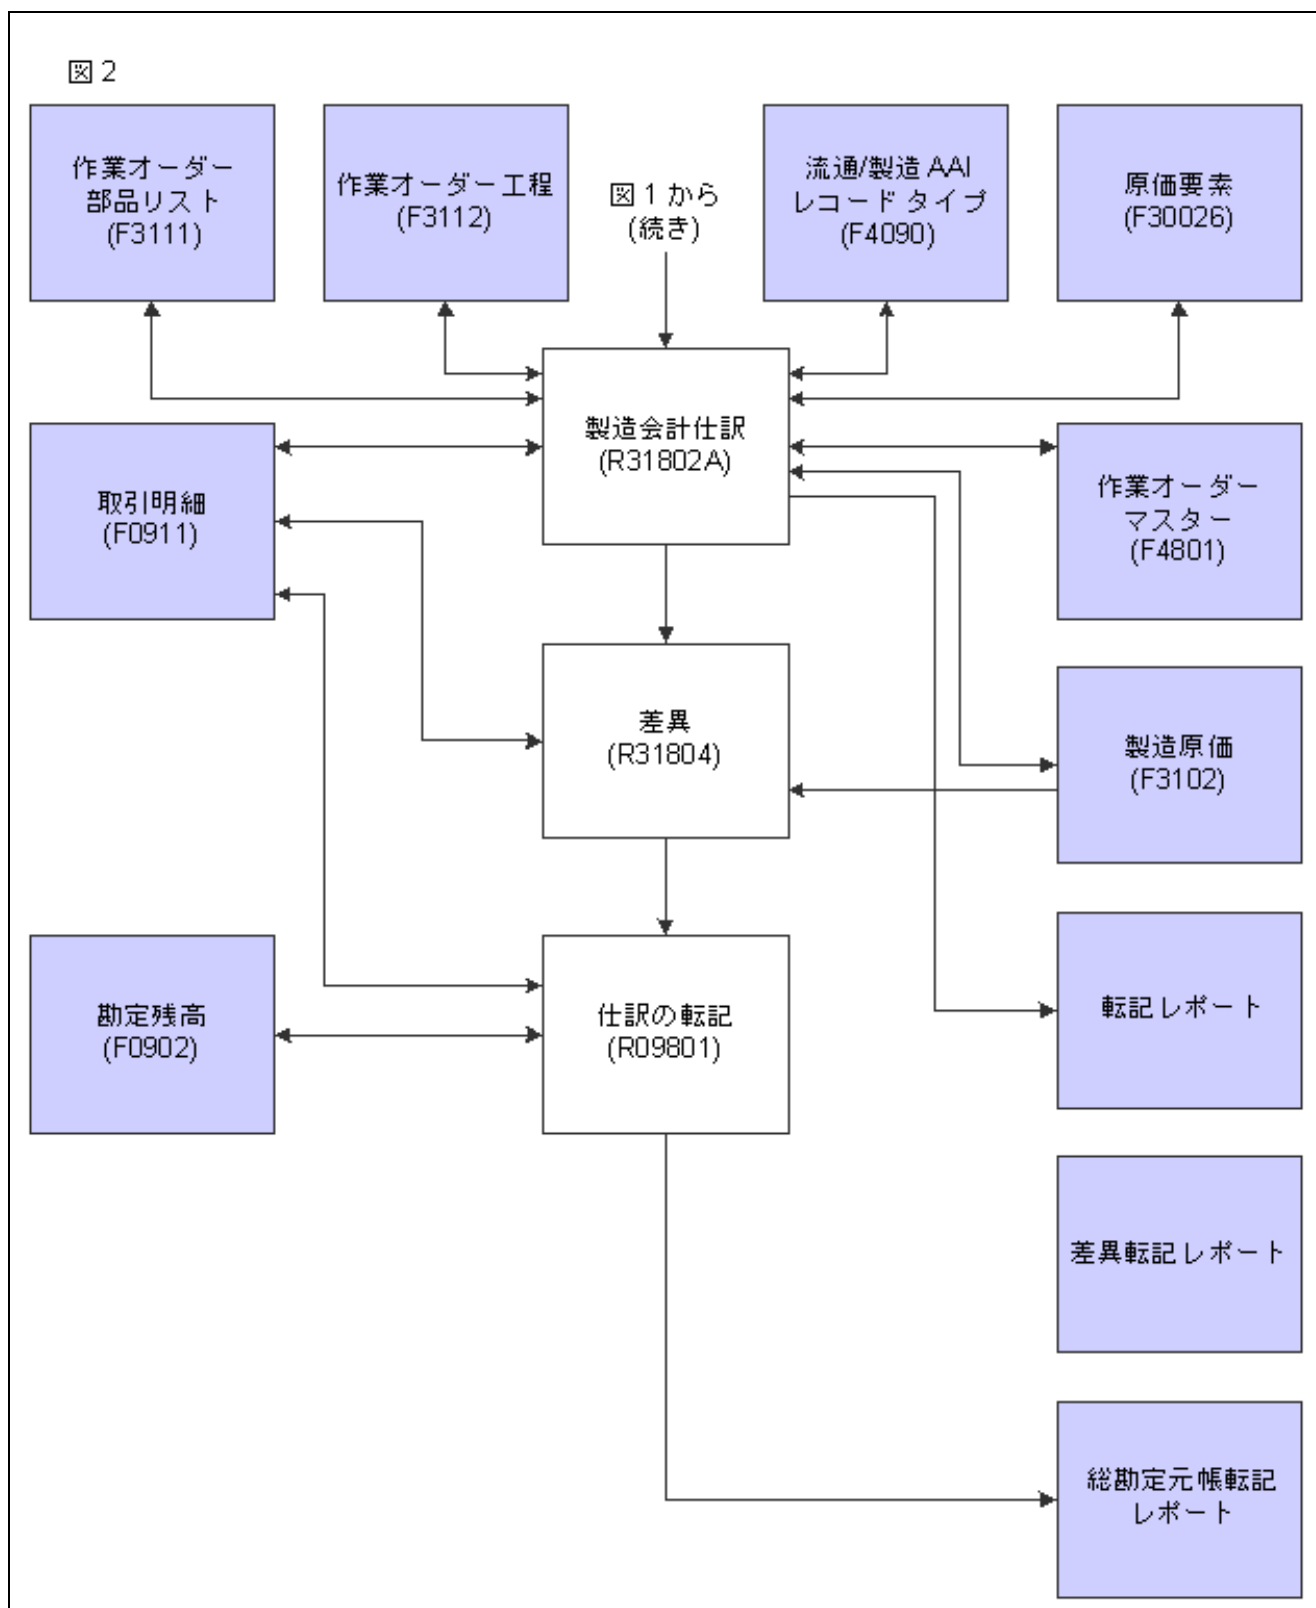 図 2
作業オーダー
部品リスト
(F3111)
作業オーダー工程
(F3112)
図 1 から
(続き)
流通/製造 AAI
レコード タイプ
(F4090)
原価要素
(F30026)
製造会計仕訳
(R31802A)
取引明細
(F0911)
作業オーダー
マスター
(F4801)
差異
(R31804)
製造原価
(F3102)
勘定残高
(F0902)
仕訳の転記
(R09801)
転記レポート
差異転記レポート
総勘定元帳転記
レポート